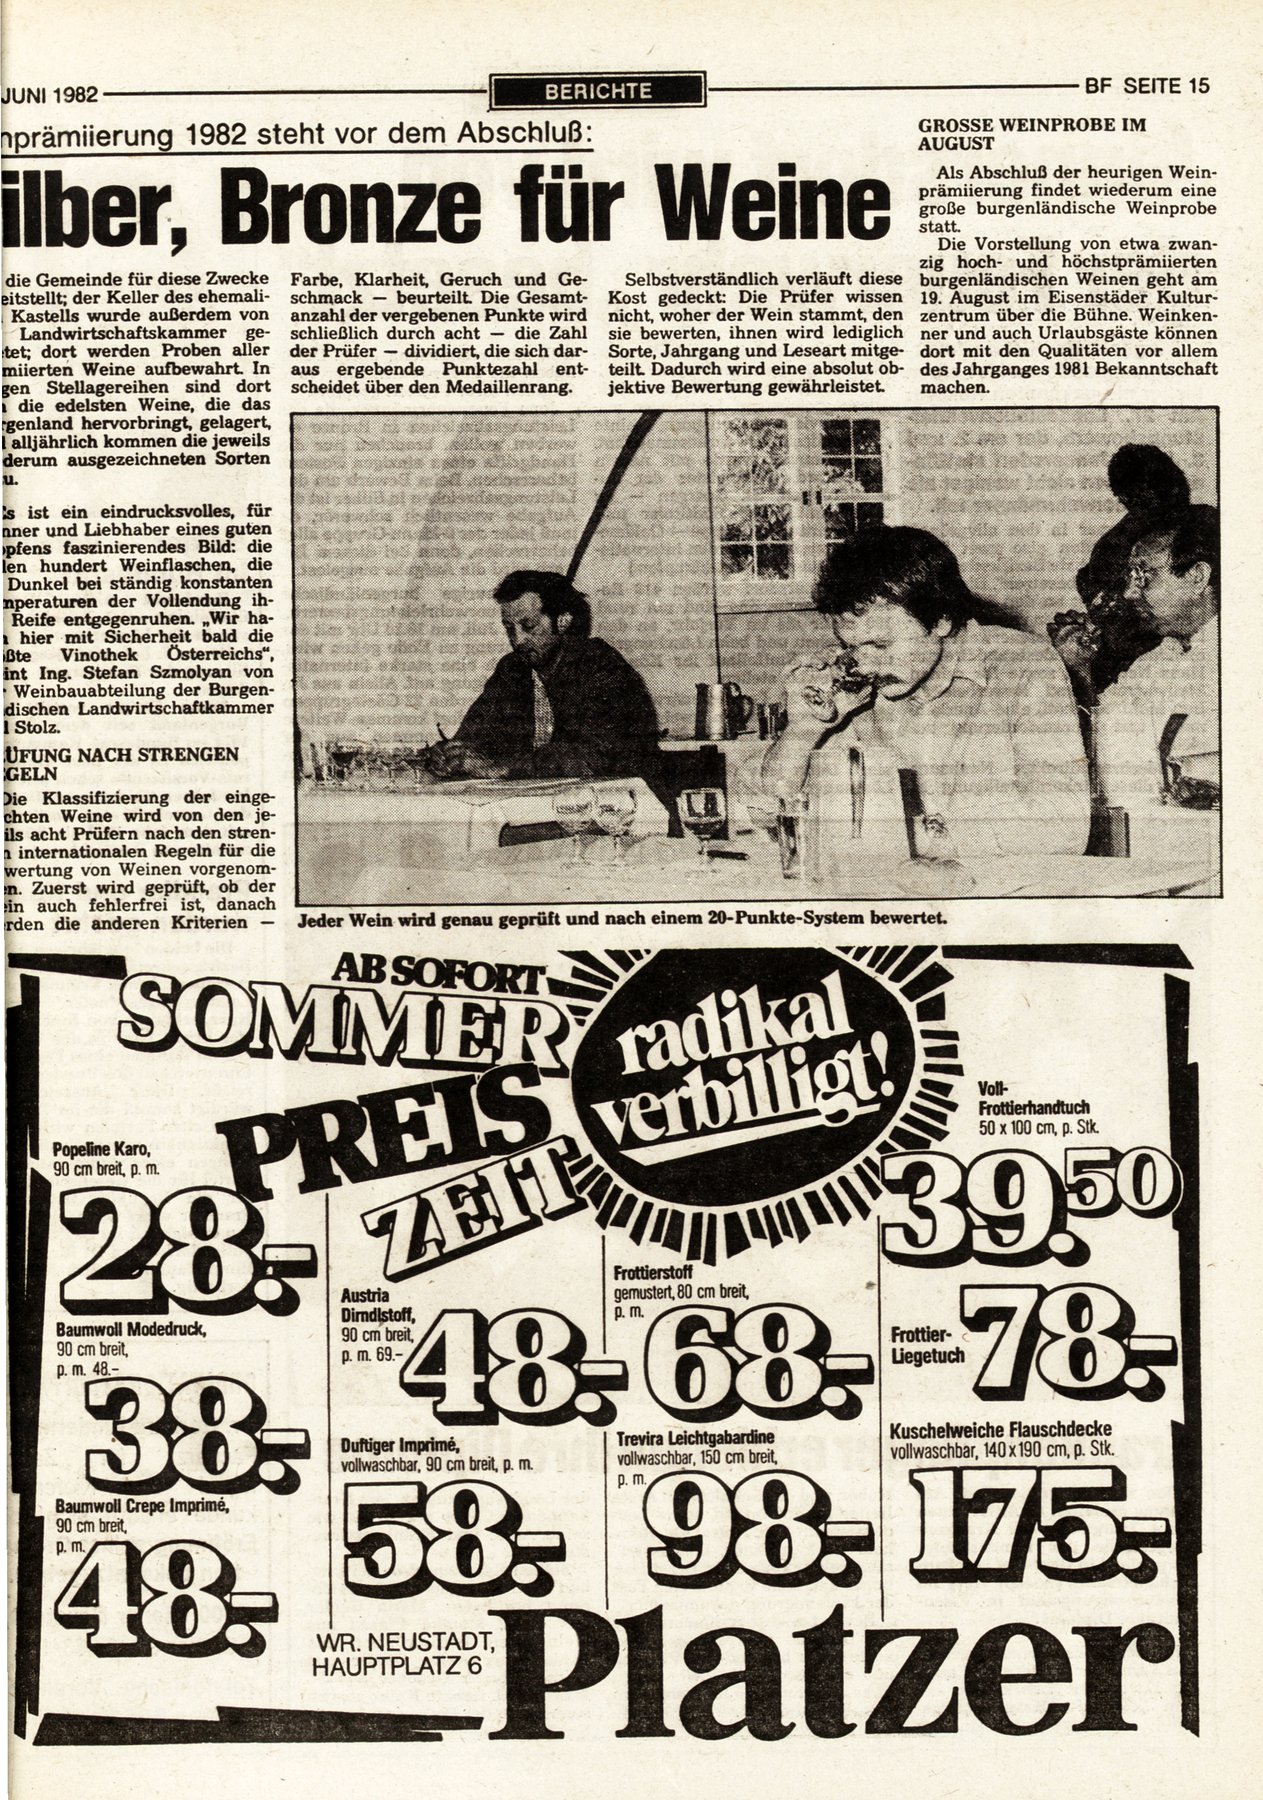 JUNI 1982
BERICHTE
BF SEITE 15
nprämiierung 1982 steht vor dem Abschluß:
ilber, Bronze für Weine
die Gemeinde für diese Zwecke
eitstellt; der Keller des ehemali-
Kastells wurde außerdem von
Landwirtschaftskammer ge-
tet; dort werden Proben aller
miierten Weine aufbewahrt. In
gen Stellagereihen sind dort
die edelsten Weine, die das
rgenland hervorbringt, gelagert,
alljährlich kommen die jeweils
derum ausgezeichneten Sorten
u.
Es ist ein eindrucksvolles, für
nner und Liebhaber eines guten
opfens faszinierendes Bild: die
len hundert Weinflaschen, die
Dunkel bei ständig konstanten
mperaturen der Vollendung ih-
Reife entgegenruhen. „Wir ha-
hier mit Sicherheit bald die
ßte Vinothek Österreichs“,
int Ing. Stefan Szmolyan von
Weinbauabteilung der Burgen-
dischen Landwirtschaftkammer
l Stolz.
ÜFUNG NACH STRENGEN
GELN
Die Klassifizierung der einge-
chten Weine wird von den je-
ils acht Prüfern nach den stren-
n internationalen Regeln für die
wertung von Weinen vorgenom-
n. Zuerst wird geprüft, ob der
in auch fehlerfrei ist, danach
rden die anderen Kriterien —
Farbe, Klarheit, Geruch und Ge-
schmack — beurteilt. Die Gesamt-
anzahl der vergebenen Punkte wird
schließlich durch acht — die Zahl
der Prüfer — dividiert, die sich dar-
aus ergebende Punktezahl ent-
scheidet über den Medaillenrang.
Selbstverständlich verläuft diese
Kost gedeckt: Die Prüfer wissen
nicht, woher der Wein stammt, den
sie bewerten, ihnen wird lediglich
Sorte, Jahrgang und Leseart mitge-
teilt. Dadurch wird eine absolut ob-
jektive Bewertung gewährleistet.
GROSSE WEINPROBE IM
AUGUST
Als Abschluß der heurigen Wein-
prämiierung findet wiederum eine
große burgenländische Weinprobe
statt.
Die Vorstellung von etwa zwan-
zig hoch- und höchstprämiierten
burgenländischen Weinen geht am
19. August im Eisenstäder Kultur-
zentrum über die Bühne. Weinken-
ner und auch Urlaubsgäste können
dort mit den Qualitäten vor allem
des Jahrganges 1981 Bekanntschaft
machen.
Jeder Wein wird genau geprüft und nach einem 20-Punkte-System bewertet.
AB SOFORT
SOMMER
PREIS
ZEIT
radikal
verbilligt!
Popeline Karo,
90 cm breit, p. m.
28.-
Baumwoll Modedruck,
90 cm breit,
p. m. 48.-
38.-
Baumwoll Crepe Imprimé,
90 cm breit,
p. m.
48.-
Austria
Dirndlstoff,
90 cm breit,
p. m. 69.-
48.-
Duftiger Imprimé,
vollwaschbar, 90 cm breit, p. m.
58.-
Frottierstoff
gemustert, 80 cm breit,
p. m.
68.-
Trevira Leichtgabardine
vollwaschbar, 150 cm breit,
p. m.
98.-
Voll-
Frottierhandtuch
50 x 100 cm, p. Stk.
39.50
Frottier-
Liegetuch
78.-
Kuschelweiche Flauschdecke
vollwaschbar, 140 x 190 cm, p. Stk.
175.-
WR. NEUSTADT,
HAUPTPLATZ 6
Platzer